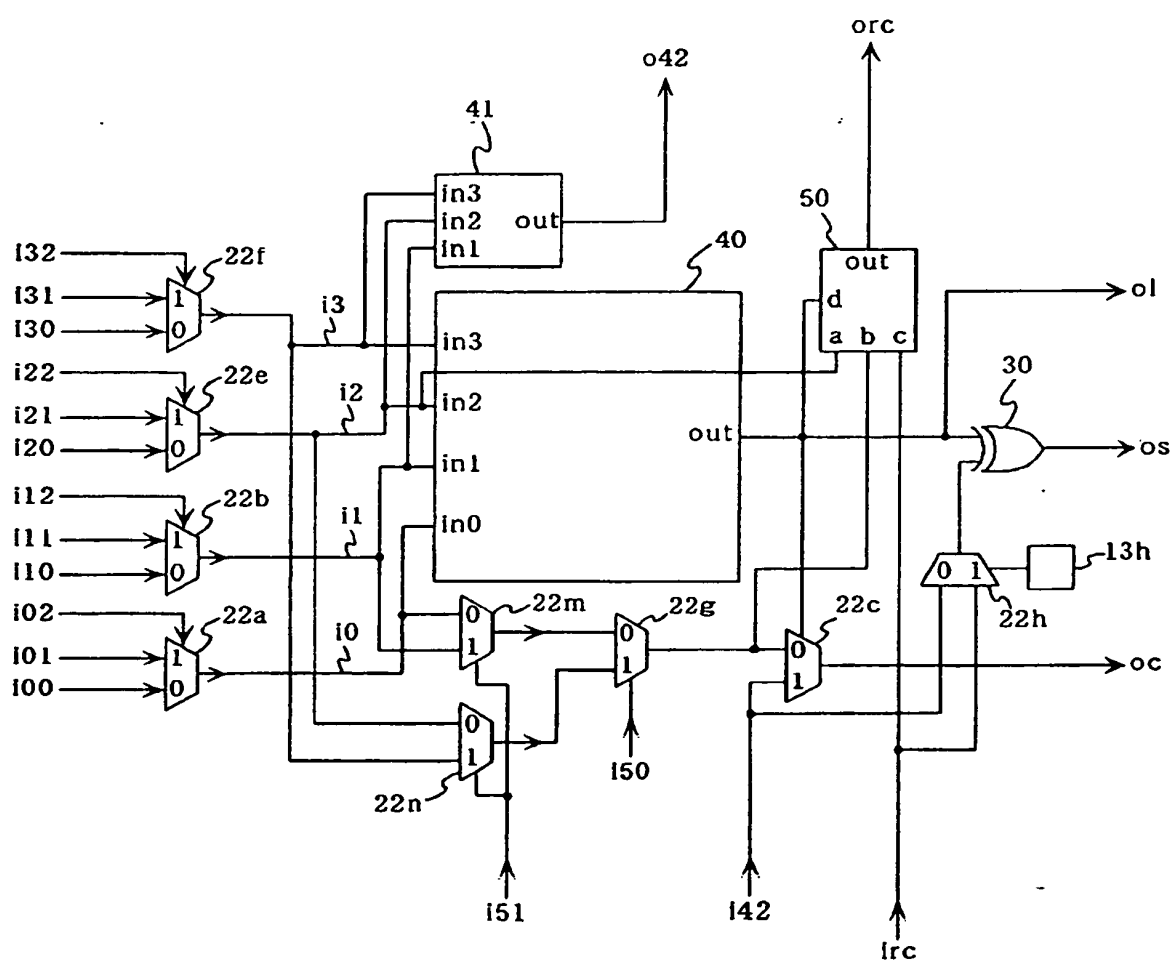 orc
o42
41
in3
in2
out
in1
50
out
d
a b c
i32
22f
i31
1
i30
0
i3
40
in3
ol
i22
22e
i21
1
i20
0
i2
in2
out
30
os
i12
22b
i11
1
i10
0
i1
in1
in0
0 1
13h
22h
i02
22a
i01
1
i00
0
i0
0
1
22m
0
1
22g
0
1
22c
oc
0
1
22n
i50
i51
i42
irc